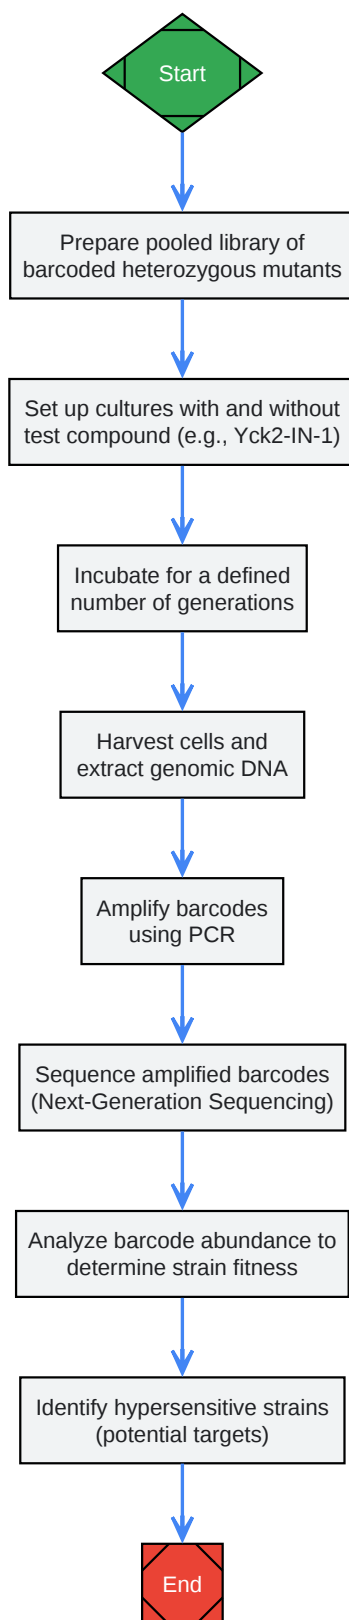 Start
Prepare pooled library of
barcoded heterozygous mutants
Set up cultures with and without
test compound (e.g., Yck2-IN-1)
Incubate for a defined
number of generations
Harvest cells and
extract genomic DNA
Amplify barcodes
using PCR
Sequence amplified barcodes
(Next-Generation Sequencing)
Analyze barcode abundance to
determine strain fitness
Identify hypersensitive strains
(potential targets)
End